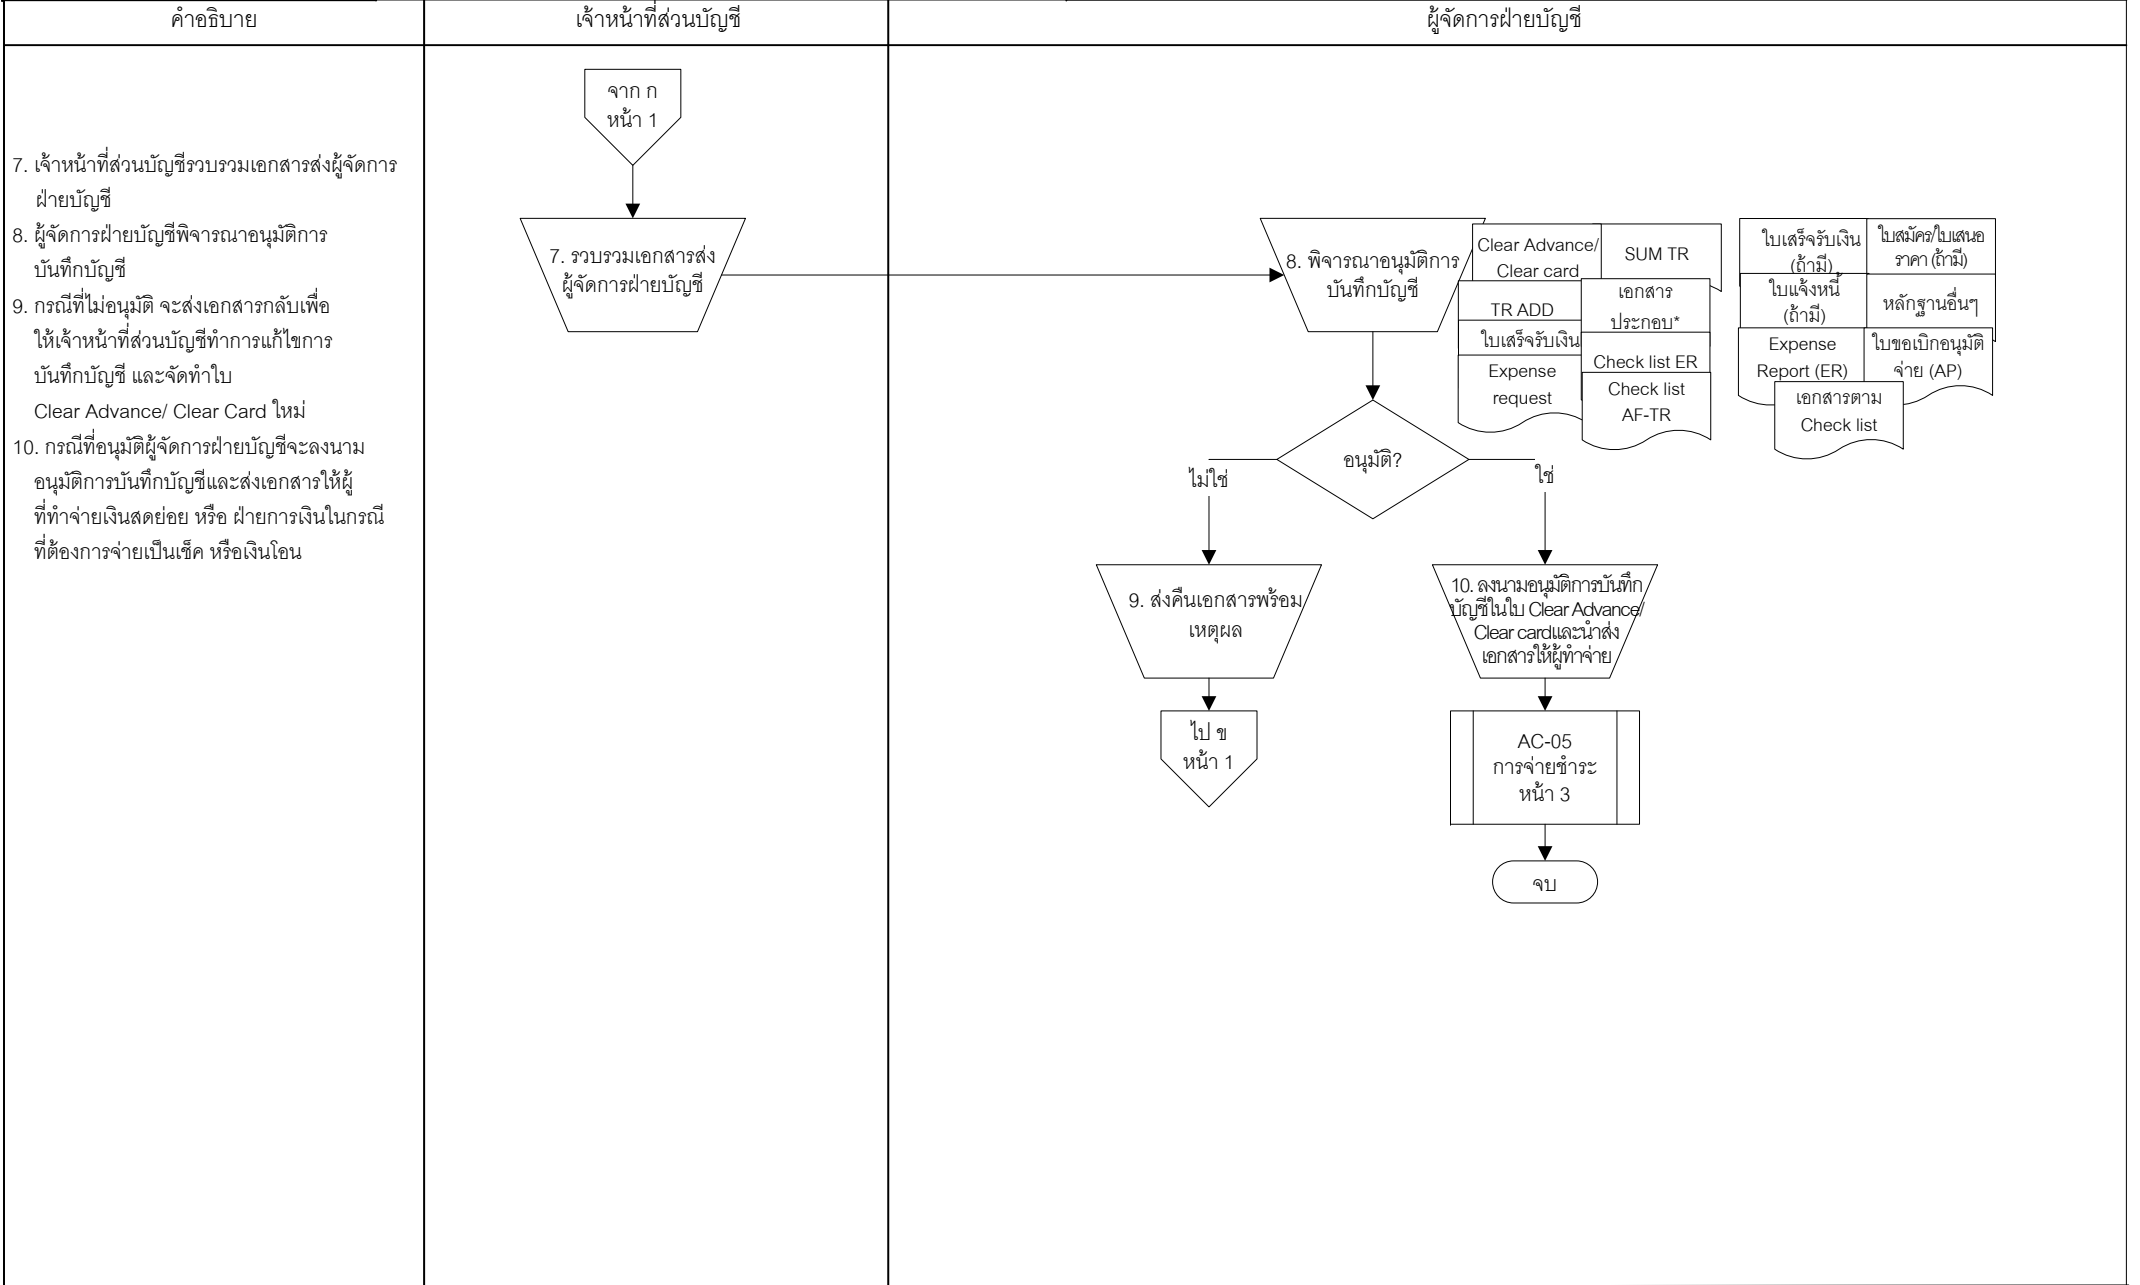 คำอธิบาย
เจ้าหน้าที่ส่วนบัญชี
ผู้จัดการฝ่ายบัญชี
7. เจ้าหน้าที่ส่วนบัญชีรวบรวมเอกสารส่งผู้จัดการ
ฝ่ายบัญชี
8. ผู้จัดการฝ่ายบัญชีพิจารณาอนุมัติการ
บันทึกบัญชี
9. กรณีที่ไม่อนุมัติ จะส่งเอกสารกลับเพื่อ
ให้เจ้าหน้าที่ส่วนบัญชีทำการแก้ไขการ
บันทึกบัญชี และจัดทำใบ
Clear Advance/ Clear Card ใหม่
10. กรณีที่อนุมัติผู้จัดการฝ่ายบัญชีจะลงนาม
อนุมัติการบันทึกบัญชีและส่งเอกสารให้ผู้
ที่ทำจ่ายเงินสดย่อย หรือ ฝ่ายการเงินในกรณี
ที่ต้องการจ่ายเป็นเช็ค หรือเงินโอน
จาก ก
หน้า 1
7. รวบรวมเอกสารส่ง
ผู้จัดการฝ่ายบัญชี
8. พิจารณาอนุมัติการ
บันทึกบัญชี
Clear Advance/
Clear card
SUM TR
TR ADD
เอกสาร
ประกอบ*
ใบเสร็จรับเงิน
Check list ER
Expense
request
Check list
AF-TR
ใบเสร็จรับเงิน
(ถ้ามี)
ใบสมัคร/ใบเสนอ
ราคา (ถ้ามี)
ใบแจ้งหนี้
(ถ้ามี)
หลักฐานอื่นๆ
Expense
Report (ER)
ใบขอเบิกอนุมัติ
จ่าย (AP)
เอกสารตาม
Check list
อนุมัติ?
ไม่ใช่
ใช่
9. ส่งคืนเอกสารพร้อม
เหตุผล
10. ลงนามอนุมัติการบันทึก
บัญชีในใบ Clear Advance/
Clear cardและนำส่ง
เอกสารให้ผู้ทำจ่าย
ไป ข
หน้า 1
AC-05
การจ่ายชำระ
หน้า 3
จบ